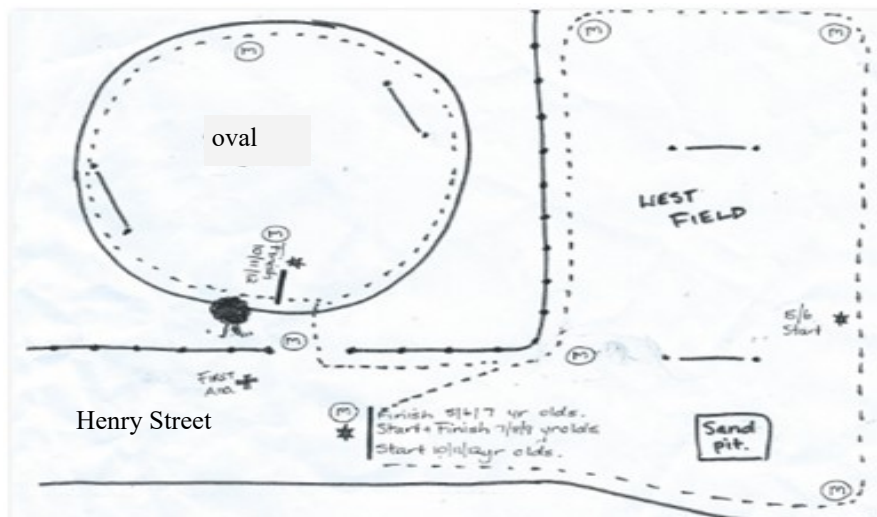 M
M
M
oval
WEST
FIELD
M
Finish
10/11/12
5/6
Start
M
M
FIRST
AID
Henry Street
M
Finish 5/6/7 yr olds.
Start + Finish 7/8/9 yr olds
Start 10/11/12 yr olds.
Sand
pit.
M